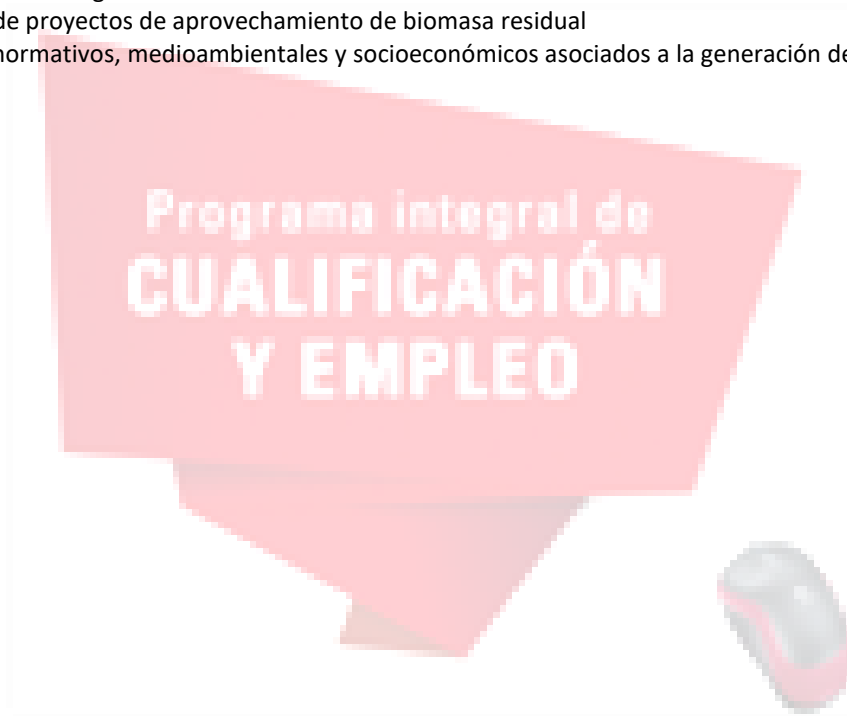 de proyectos de aprovechamiento de biomasa residual
normativos, medioambientales y socioeconómicos asociados a la generación de
Programa integral de
CUALIFICACIÓN
Y EMPLEO